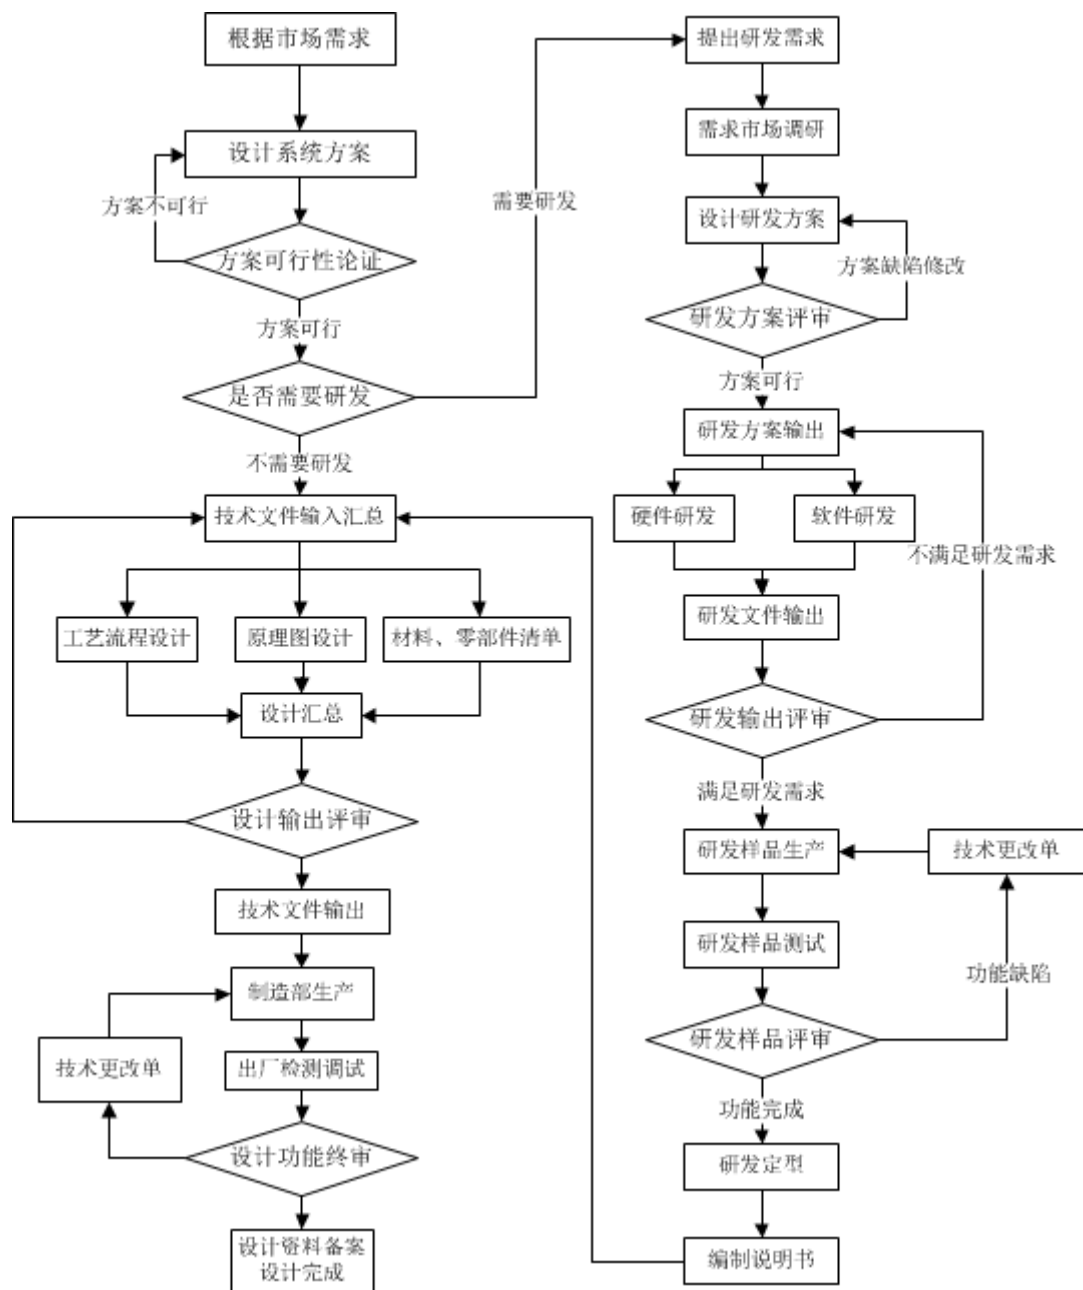 根据市场需求
设计系统方案
方案不可行
方案可行性论证
方案可行
是否需要研发
需要研发
不需要研发
技术文件输入汇总
工艺流程设计
原理图设计
材料、零部件清单
设计汇总
设计输出评审
技术文件输出
制造部生产
技术更改单
出厂检测调试
设计功能终审
设计资料备案
设计完成
提出研发需求
需求市场调研
设计研发方案
方案缺陷修改
研发方案评审
方案可行
研发方案输出
硬件研发
软件研发
不满足研发需求
研发文件输出
研发输出评审
满足研发需求
研发样品生产
技术更改单
研发样品测试
功能缺陷
研发样品评审
功能完成
研发定型
编制说明书